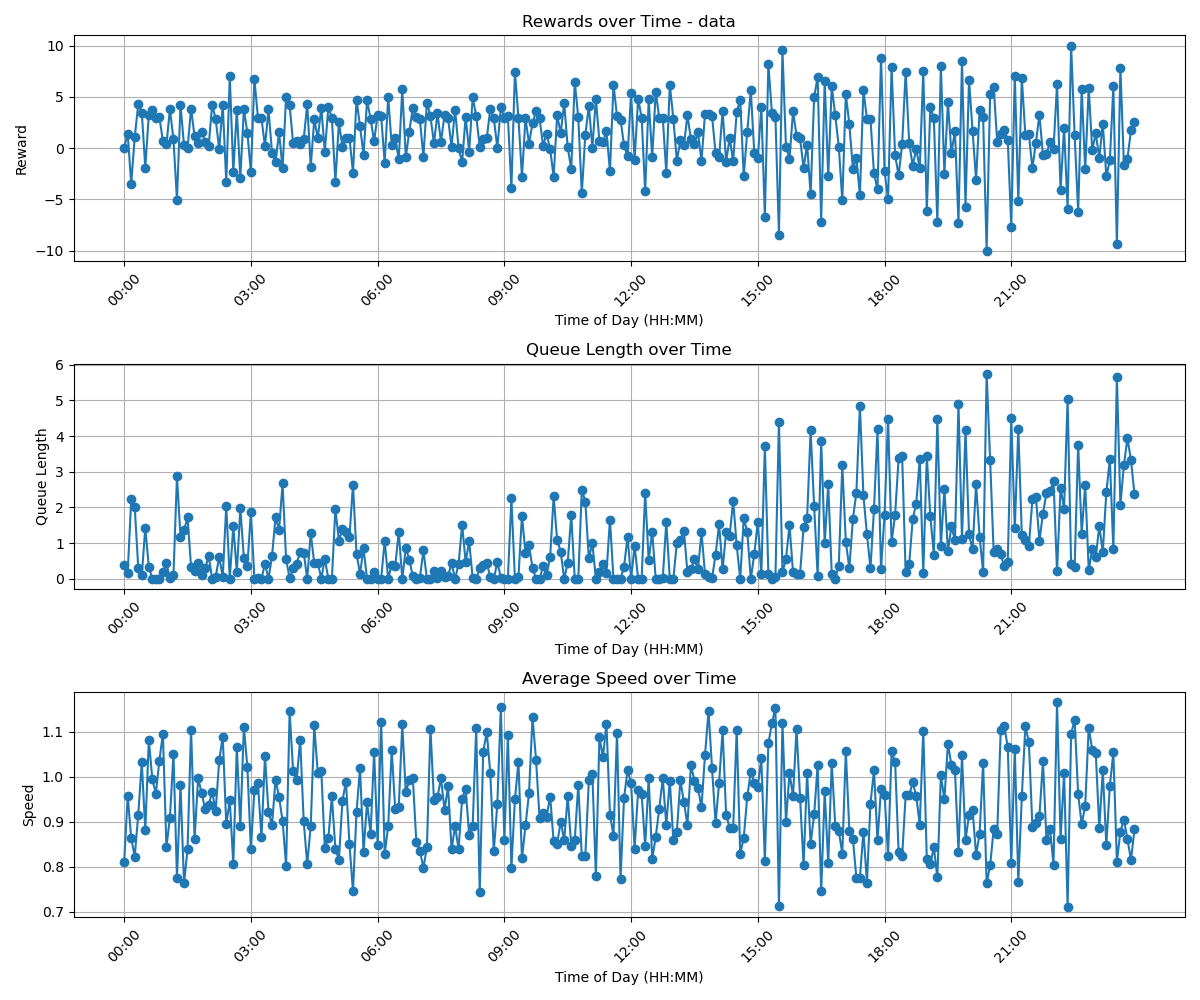 Rewards over Time - data
10
5
0
−5
−10
Reward
00:00 03:00 06:00 09:00 12:00 15:00 18:00 21:00
Time of Day (HH:MM)
Queue Length over Time
6
5
4
3
2
1
0
Queue Length
00:00 03:00 06:00 09:00 12:00 15:00 18:00 21:00
Time of Day (HH:MM)
Average Speed over Time
1.1
1.0
0.9
0.8
0.7
Speed
00:00 03:00 06:00 09:00 12:00 15:00 18:00 21:00
Time of Day (HH:MM)